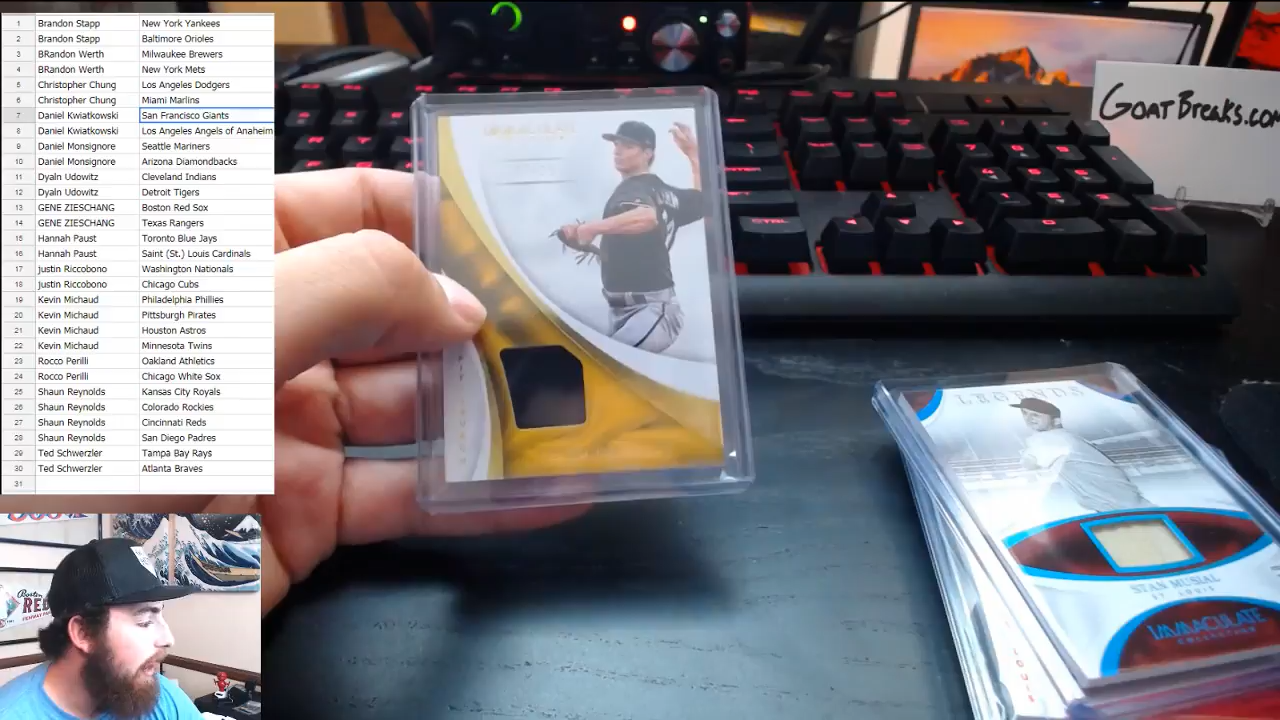 1 Brandon Stapp New York Yankees
2 Brandon Stapp Baltimore Orioles
3 BRandon Werth Milwaukee Brewers
4 BRandon Werth New York Mets
5 Christopher Chung Los Angeles Dodgers
6 Christopher Chung Miami Marlins
7 Daniel Kwiatkowski San Francisco Giants
8 Daniel Kwiatkowski Los Angeles Angels of Anaheim
9 Daniel Monsignore Seattle Mariners
10 Daniel Monsignore Arizona Diamondbacks
11 Dyaln Udowitz Cleveland Indians
12 Dyaln Udowitz Detroit Tigers
13 GENE ZIESCHANG Boston Red Sox
14 GENE ZIESCHANG Texas Rangers
15 Hannah Paust Toronto Blue Jays
16 Hannah Paust Saint (St.) Louis Cardinals
17 justin Riccobono Washington Nationals
18 justin Riccobono Chicago Cubs
19 Kevin Michaud Philadelphia Phillies
20 Kevin Michaud Pittsburgh Pirates
21 Kevin Michaud Houston Astros
22 Kevin Michaud Minnesota Twins
23 Rocco Perilli Oakland Athletics
24 Rocco Perilli Chicago White Sox
25 Shaun Reynolds Kansas City Royals
26 Shaun Reynolds Colorado Rockies
27 Shaun Reynolds Cincinnati Reds
28 Shaun Reynolds San Diego Padres
29 Ted Schwerzler Tampa Bay Rays
30 Ted Schwerzler Atlanta Braves
31
GOATBREAKS.COM
LEGENDS
STAN MUSIAL
ST. LOUIS
IMMACULATE
COLLECTION
Boston
RED
CTRL